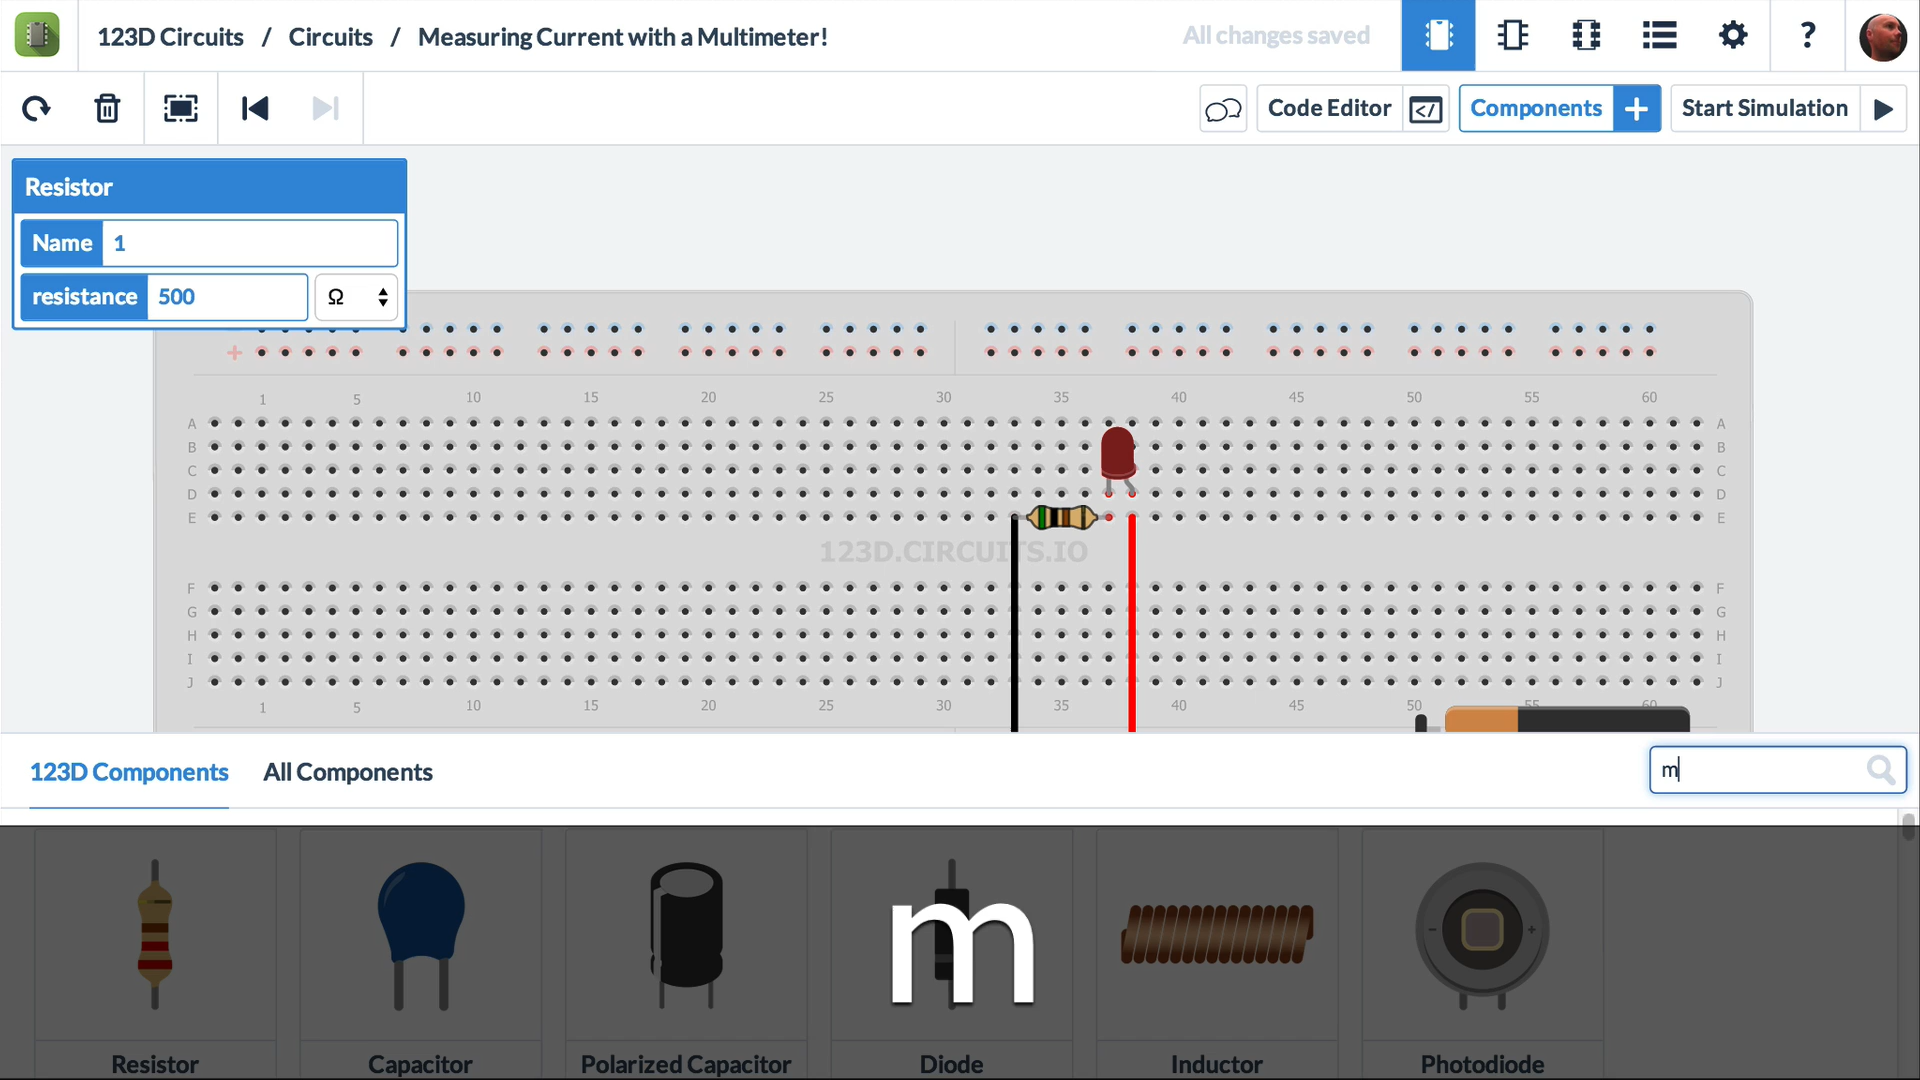 123D Circuits / Circuits / Measuring Current with a Multimeter!
All changes saved
?
Code Editor </>
Components +
Start Simulation
Resistor
Name 1
resistance 500 Ω
+
1 5 10 15 20 25 30 35 40 45 50 55 60
A A
B B
C C
D D
E E
123D.CIRCUITS.IO
F F
G G
H H
I I
J J
1 5 10 15 20 25 30 35 40 45 50 55 60
123D Components All Components
m
m
- +
Resistor Capacitor Polarized Capacitor Diode Inductor Photodiode